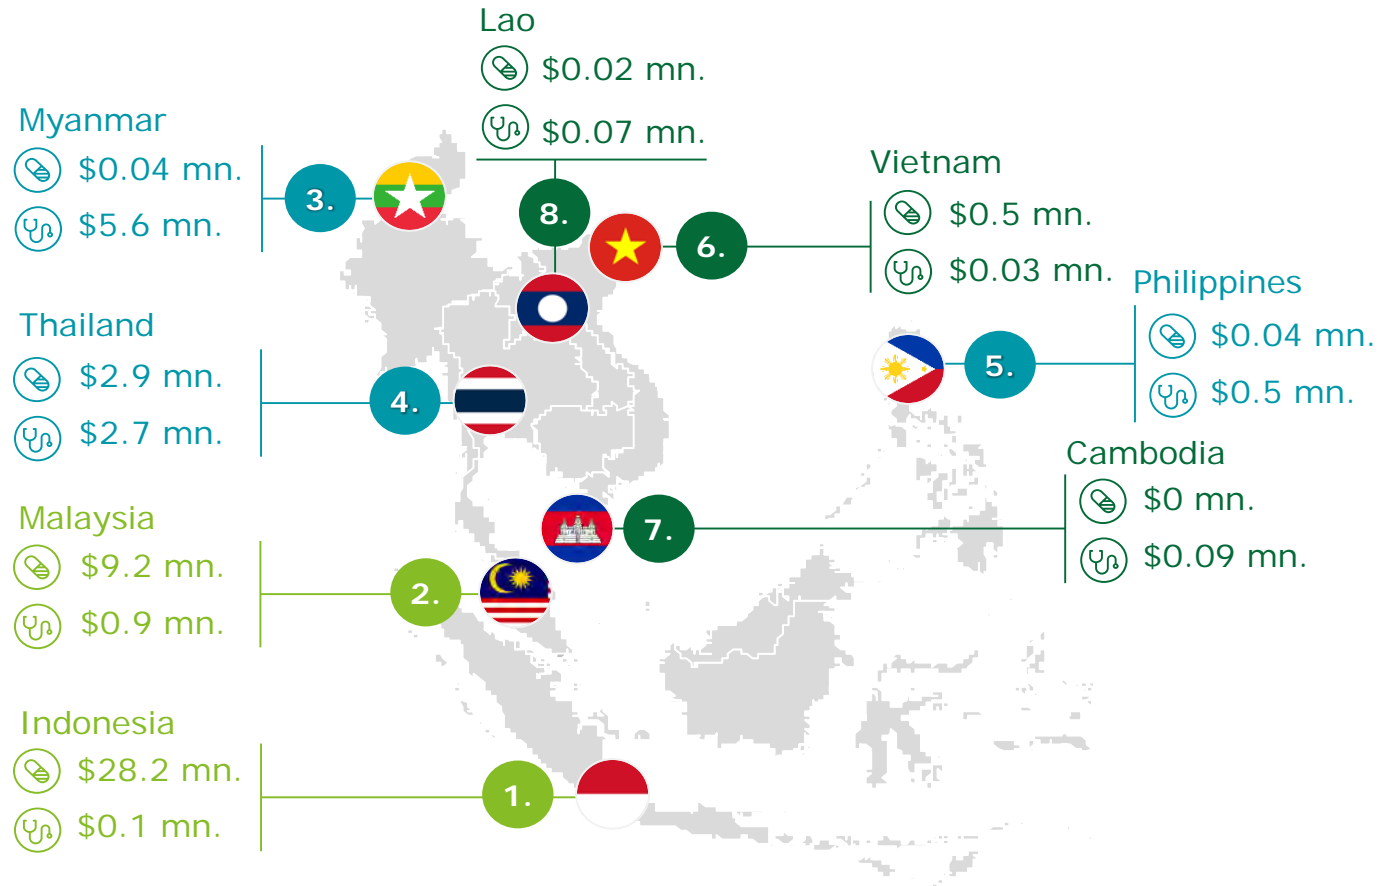 Lao
$0.02 mn.
$0.07 mn.
8.
Myanmar
$0.04 mn.
$5.6 mn.
3.
Vietnam
$0.5 mn.
$0.03 mn.
6.
Philippines
$0.04 mn.
$0.5 mn.
5.
Thailand
$2.9 mn.
$2.7 mn.
4.
Cambodia
$0 mn.
$0.09 mn.
7.
Malaysia
$9.2 mn.
$0.9 mn.
2.
Indonesia
$28.2 mn.
$0.1 mn.
1.